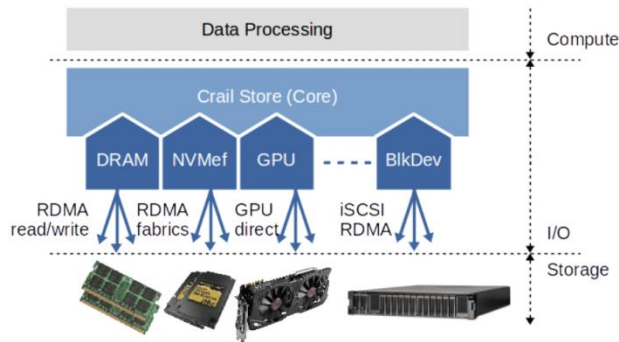 Data Processing
Compute
Crail Store (Core)
DRAM
NVMef
GPU
BlkDev
RDMA
read/write
RDMA
fabrics
GPU
direct
iSCSI
RDMA
I/O
Storage